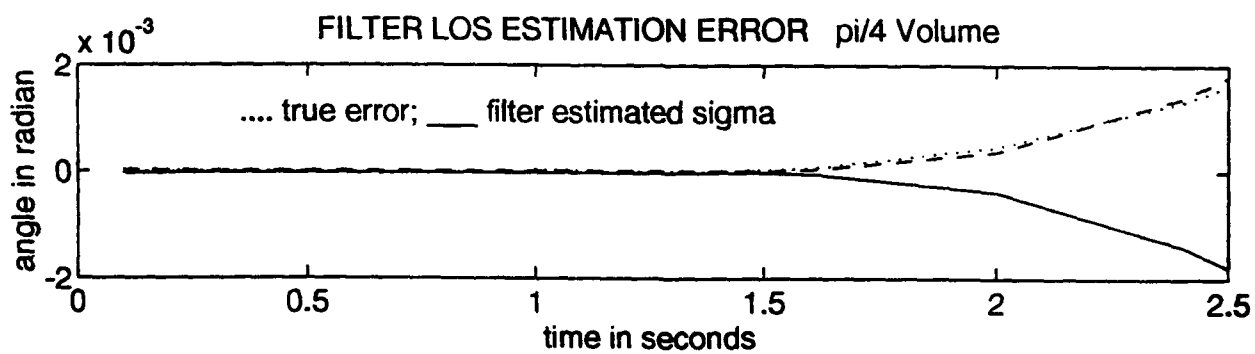 FILTER LOS ESTIMATION ERROR pi/4 Volume
x 10-3
2
0
-2
angle in radian
.... true error; ___ filter estimated sigma
0 0.5 1 1.5 2 2.5
time in seconds